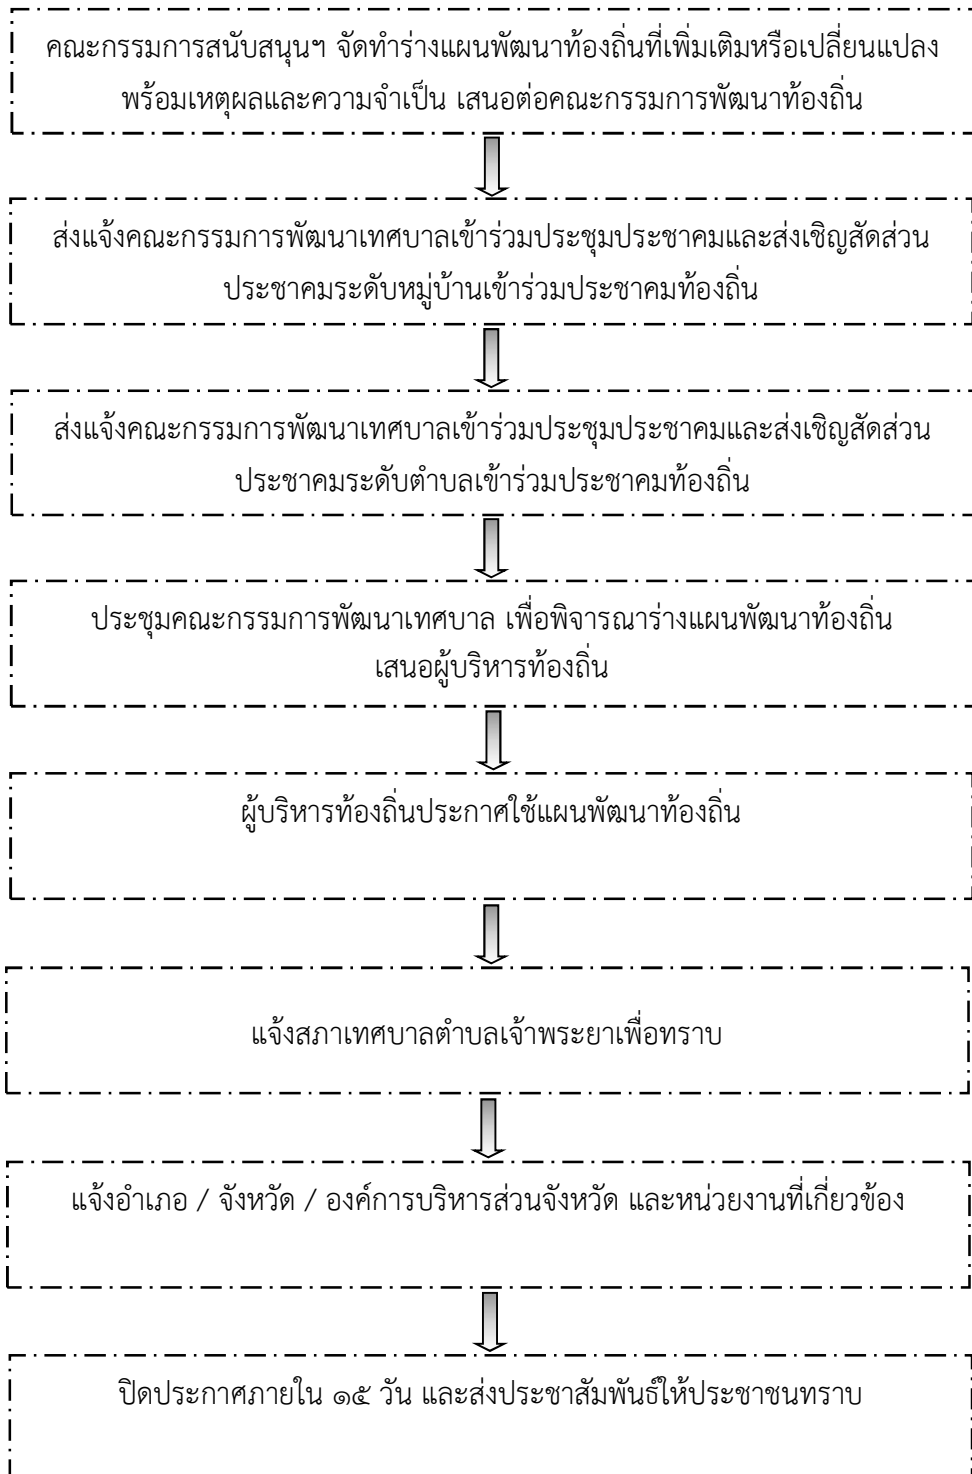 คณะกรรมการสนับสนุนฯ จัดทำร่างแผนพัฒนาท้องถิ่นที่เพิ่มเติมหรือเปลี่ยนแปลง
พร้อมเหตุผลและความจำเป็น เสนอต่อคณะกรรมการพัฒนาท้องถิ่น
ส่งแจ้งคณะกรรมการพัฒนาเทศบาลเข้าร่วมประชุมประชาคมและส่งเชิญสัดส่วน
ประชาคมระดับหมู่บ้านเข้าร่วมประชาคมท้องถิ่น
ส่งแจ้งคณะกรรมการพัฒนาเทศบาลเข้าร่วมประชุมประชาคมและส่งเชิญสัดส่วน
ประชาคมระดับตำบลเข้าร่วมประชาคมท้องถิ่น
ประชุมคณะกรรมการพัฒนาเทศบาล เพื่อพิจารณาร่างแผนพัฒนาท้องถิ่น
เสนอผู้บริหารท้องถิ่น
ผู้บริหารท้องถิ่นประกาศใช้แผนพัฒนาท้องถิ่น
แจ้งสภาเทศบาลตำบลเจ้าพระยาเพื่อทราบ
แจ้งอำเภอ / จังหวัด / องค์การบริหารส่วนจังหวัด และหน่วยงานที่เกี่ยวข้อง
ปิดประกาศภายใน ๑๕ วัน และส่งประชาสัมพันธ์ให้ประชาชนทราบ